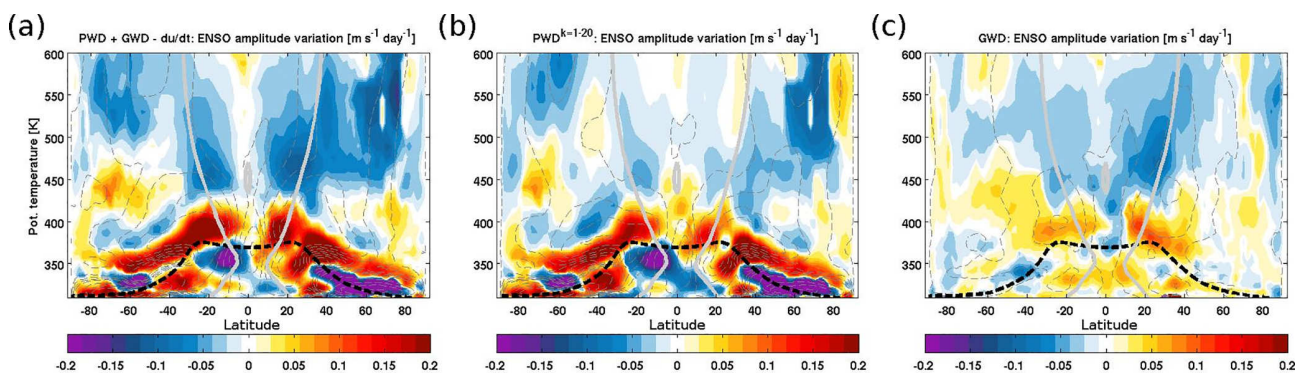 (a) PWD + GWD - du/dt: ENSO amplitude variation [m s⁻¹ day⁻¹]
Pot. temperature [K]
600
550
500
450
400
350
-80 -60 -40 -20 0 20 40 60 80
Latitude
-0.2 -0.15 -0.1 -0.05 0 0.05 0.1 0.15 0.2
(b) PWDᵏ⁼¹⁻²⁰: ENSO amplitude variation [m s⁻¹ day⁻¹]
600
550
500
450
400
350
-80 -60 -40 -20 0 20 40 60 80
Latitude
-0.2 -0.15 -0.1 -0.05 0 0.05 0.1 0.15 0.2
(c) GWD: ENSO amplitude variation [m s⁻¹ day⁻¹]
600
550
500
450
400
350
-80 -60 -40 -20 0 20 40 60 80
Latitude
-0.2 -0.15 -0.1 -0.05 0 0.05 0.1 0.15 0.2